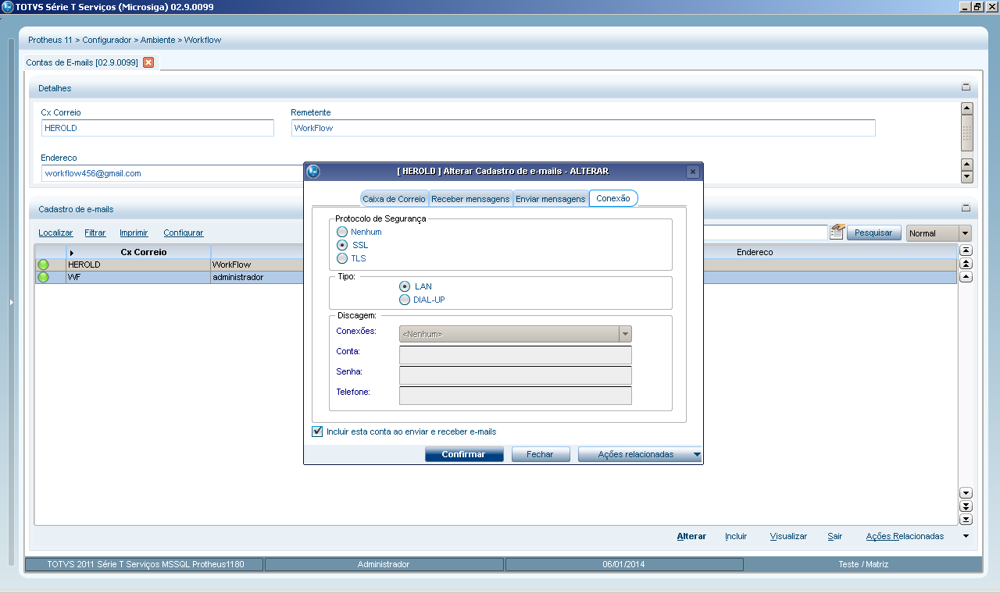 TOTVS Série T Serviços (Microsiga) 02.9.0099
Protheus 11 > Configurador > Ambiente > Workflow
Contas de E-mails [02.9.0099]
Detalhes
Cx Correio
Remetente
HEROLD
WorkFlow
Endereco
workflow456@gmail.com
[ HEROLD ] Alterar Cadastro de e-mails - ALTERAR
Caixa de Correio
Receber mensagens
Enviar mensagens
Conexão
Protocolo de Segurança
Nenhum
SSL
TLS
Tipo:
LAN
DIAL-UP
Discagem:
Conexões:
<Nenhum>
Conta:
Senha:
Telefone:
Incluir esta conta ao enviar e receber e-mails
Confirmar
Fechar
Ações relacionadas
Cadastro de e-mails
Localizar
Filtrar
Imprimir
Configurar
Pesquisar
Normal
Cx Correio
Endereco
HEROLD
WorkFlow
WF
administrador
Alterar
Incluir
Visualizar
Sair
Ações Relacionadas
TOTVS 2011 Série T Serviços MSSQL Protheus1180
Administrador
06/01/2014
Teste / Matriz